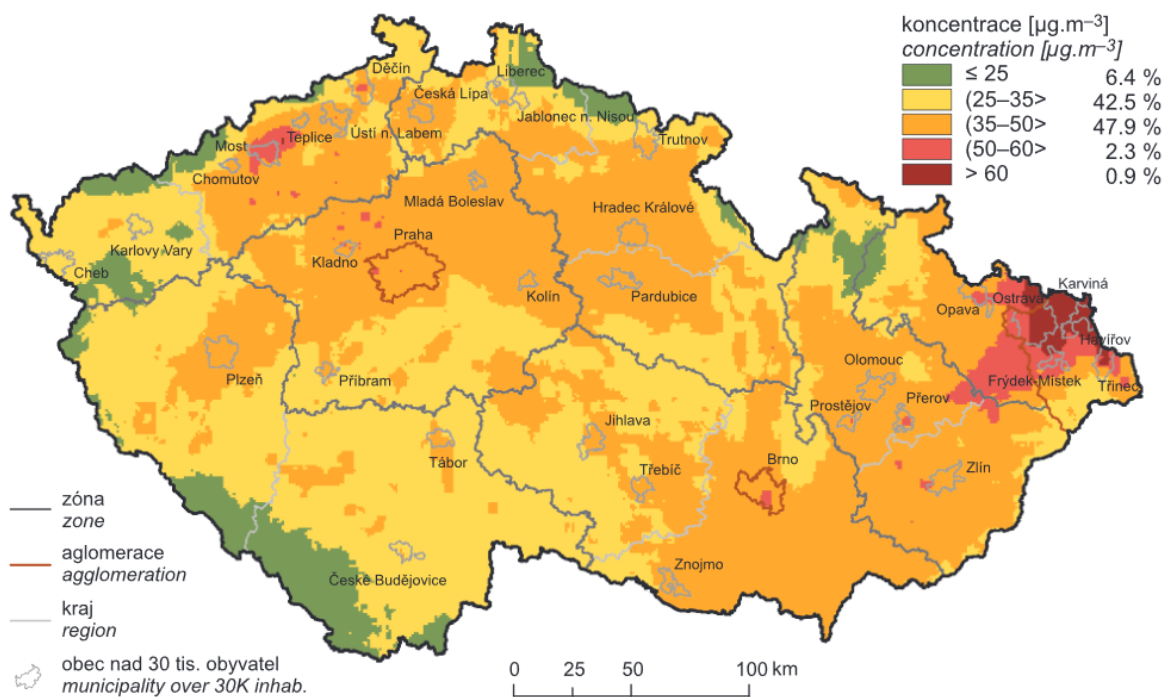 koncentrace [µg.m⁻³]
concentration [µg.m⁻³]
≤ 25 6.4 %
(25–35> 42.5 %
(35–50> 47.9 %
(50–60> 2.3 %
> 60 0.9 %
Děčín
Liberec
Česká Lípa
Jablonec n. Nisou
Teplice
Ústí n. Labem
Most
Trutnov
Chomutov
Mladá Boleslav
Hradec Králové
Karlovy Vary
Praha
Cheb
Kladno
Kolín
Pardubice
Karviná
Ostrava
Opava
Havířov
Olomouc
Plzeň
Příbram
Frýdek-Místek
Třinec
Prostějov
Přerov
Jihlava
Tábor
Třebíč
Brno
Zlín
České Budějovice
Znojmo
zóna
zone
aglomerace
agglomeration
kraj
region
obec nad 30 tis. obyvatel
municipality over 30K inhab.
0 25 50 100 km